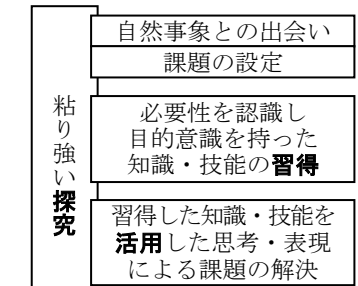 粘り強い探究
自然事象との出会い
課題の設定
必要性を認識し
目的意識を持った
知識・技能の習得
習得した知識・技能を
活用した思考・表現
による課題の解決